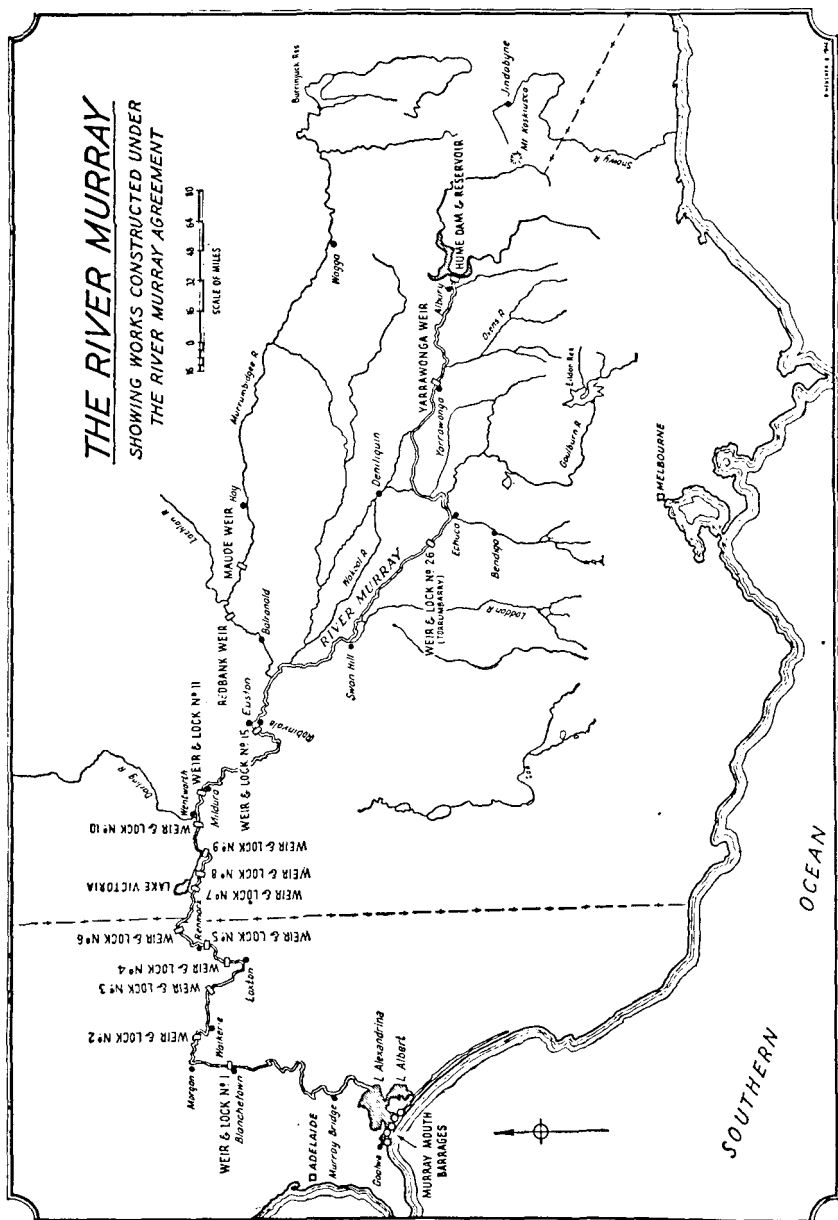 THE RIVER MURRAY
SHOWING WORKS CONSTRUCTED UNDER
THE RIVER MURRAY AGREEMENT
16 0 16 32 48 64 80
SCALE OF MILES
Burrinjuck Res
Jindabyne
Mt Koskiusco
Snowy R
Wagga
Murrumbidgee R
HUME DAM & RESERVOIR
Albury
YARRAWONGA WEIR
Yarrawonga
Ovens R
Eildon Res
Goulburn R
Lachlan R
MAUDE WEIR
Hay
Deniliquin
Wakool R
RIVER MURRAY
Echuca
Bendigo
WEIR & LOCK Nº 26
(TORRUMBARRY)
Loddon R
Swan Hill
REDBANK WEIR
Balranald
Euston
Robinvale
WEIR & LOCK Nº 15
WEIR & LOCK Nº 11
Mildura
Darling R
Wentworth
WEIR & LOCK Nº 10
WEIR & LOCK Nº 9
WEIR & LOCK Nº 8
WEIR & LOCK Nº 7
LAKE VICTORIA
WEIR & LOCK Nº 6
Renmark
WEIR & LOCK Nº 5
WEIR & LOCK Nº 4
Loxton
WEIR & LOCK Nº 3
Waikerie
WEIR & LOCK Nº 2
Morgan
WEIR & LOCK Nº 1
Blanchetown
ADELAIDE
Murray Bridge
L Alexandrina
L Albert
Goolwa
MURRAY MOUTH
BARRAGES
MELBOURNE
SOUTHERN
OCEAN